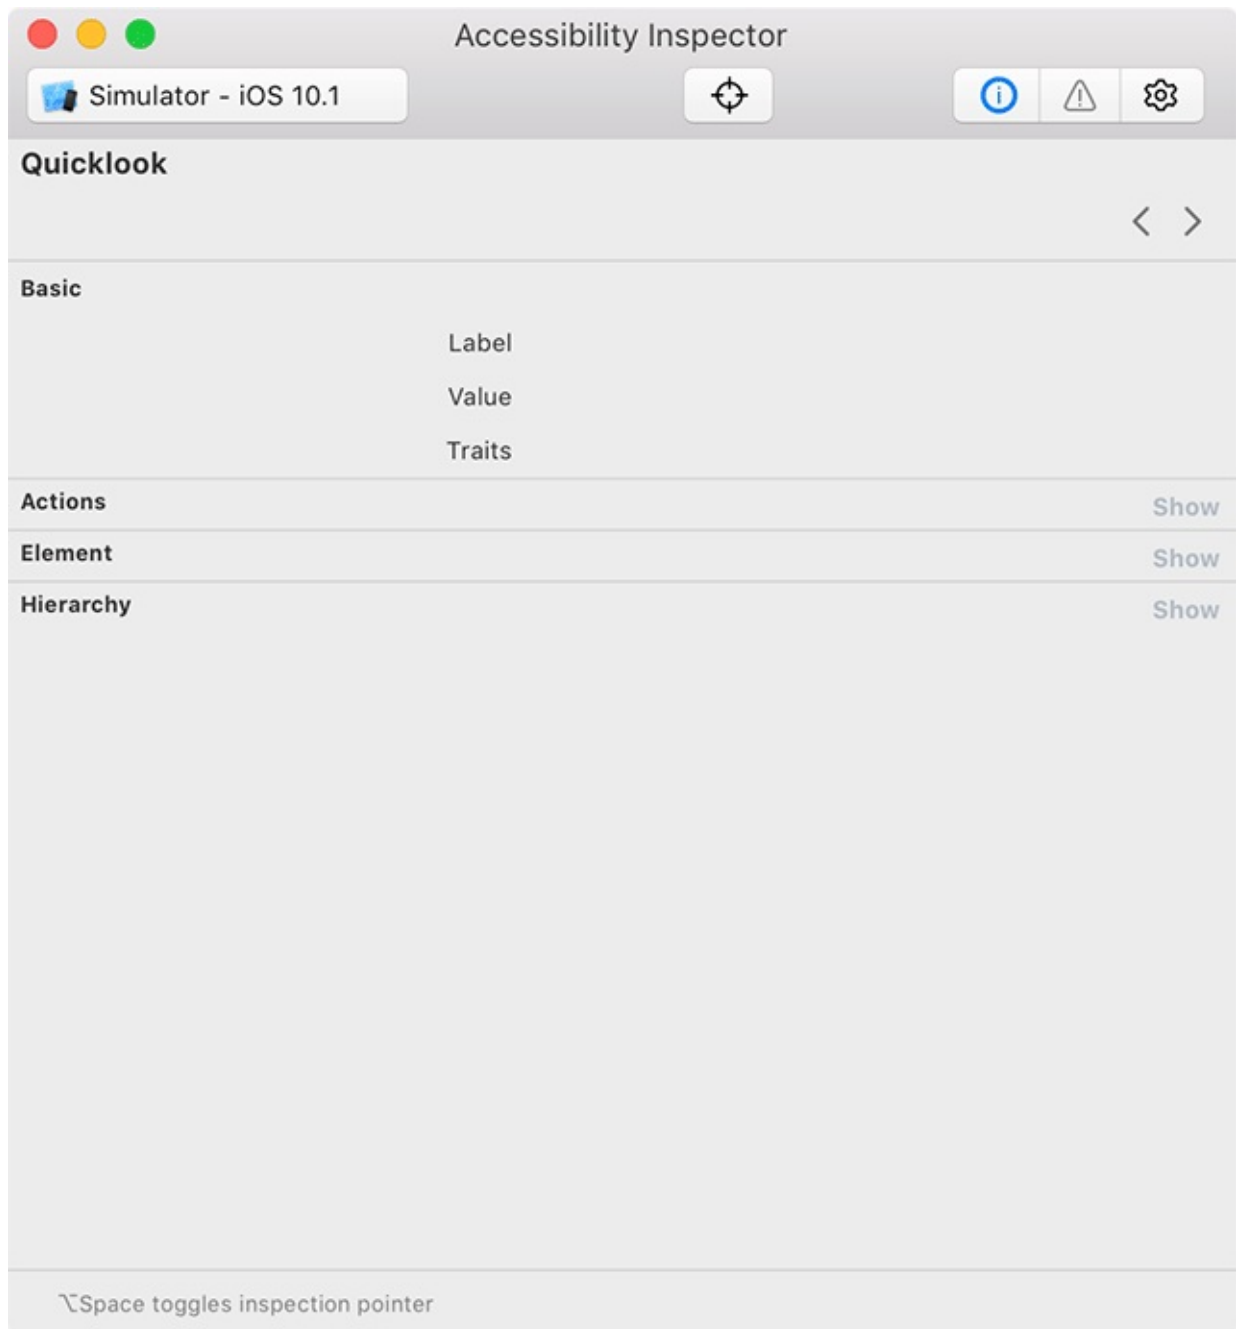 Accessibility Inspector
Simulator - iOS 10.1
Quicklook
Basic
Label
Value
Traits
Actions Show
Element Show
Hierarchy Show
⌥Space toggles inspection pointer